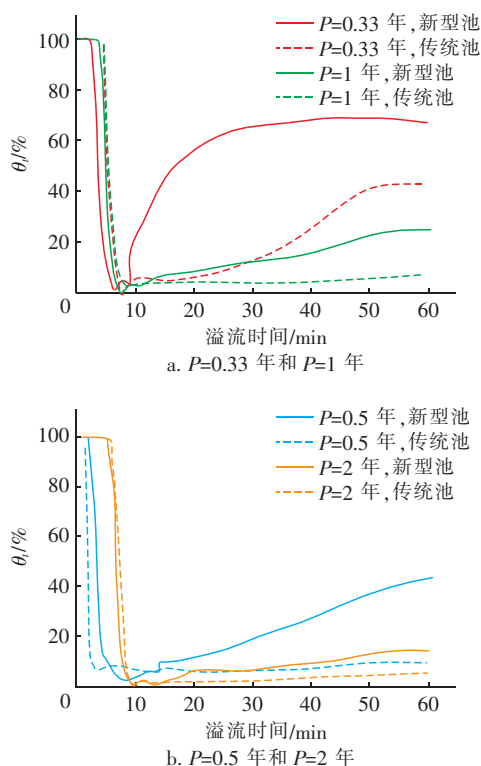 P=0.33 年,新型池
P=0.33 年,传统池
P=1 年,新型池
P=1 年,传统池
θt/%
100
80
60
40
20
0
10
20
30
40
50
60
溢流时间/min
a. P=0.33 年和 P=1 年
P=0.5 年,新型池
P=0.5 年,传统池
P=2 年,新型池
P=2 年,传统池
θt/%
100
80
60
40
20
0
10
20
30
40
50
60
溢流时间/min
b. P=0.5 年和 P=2 年